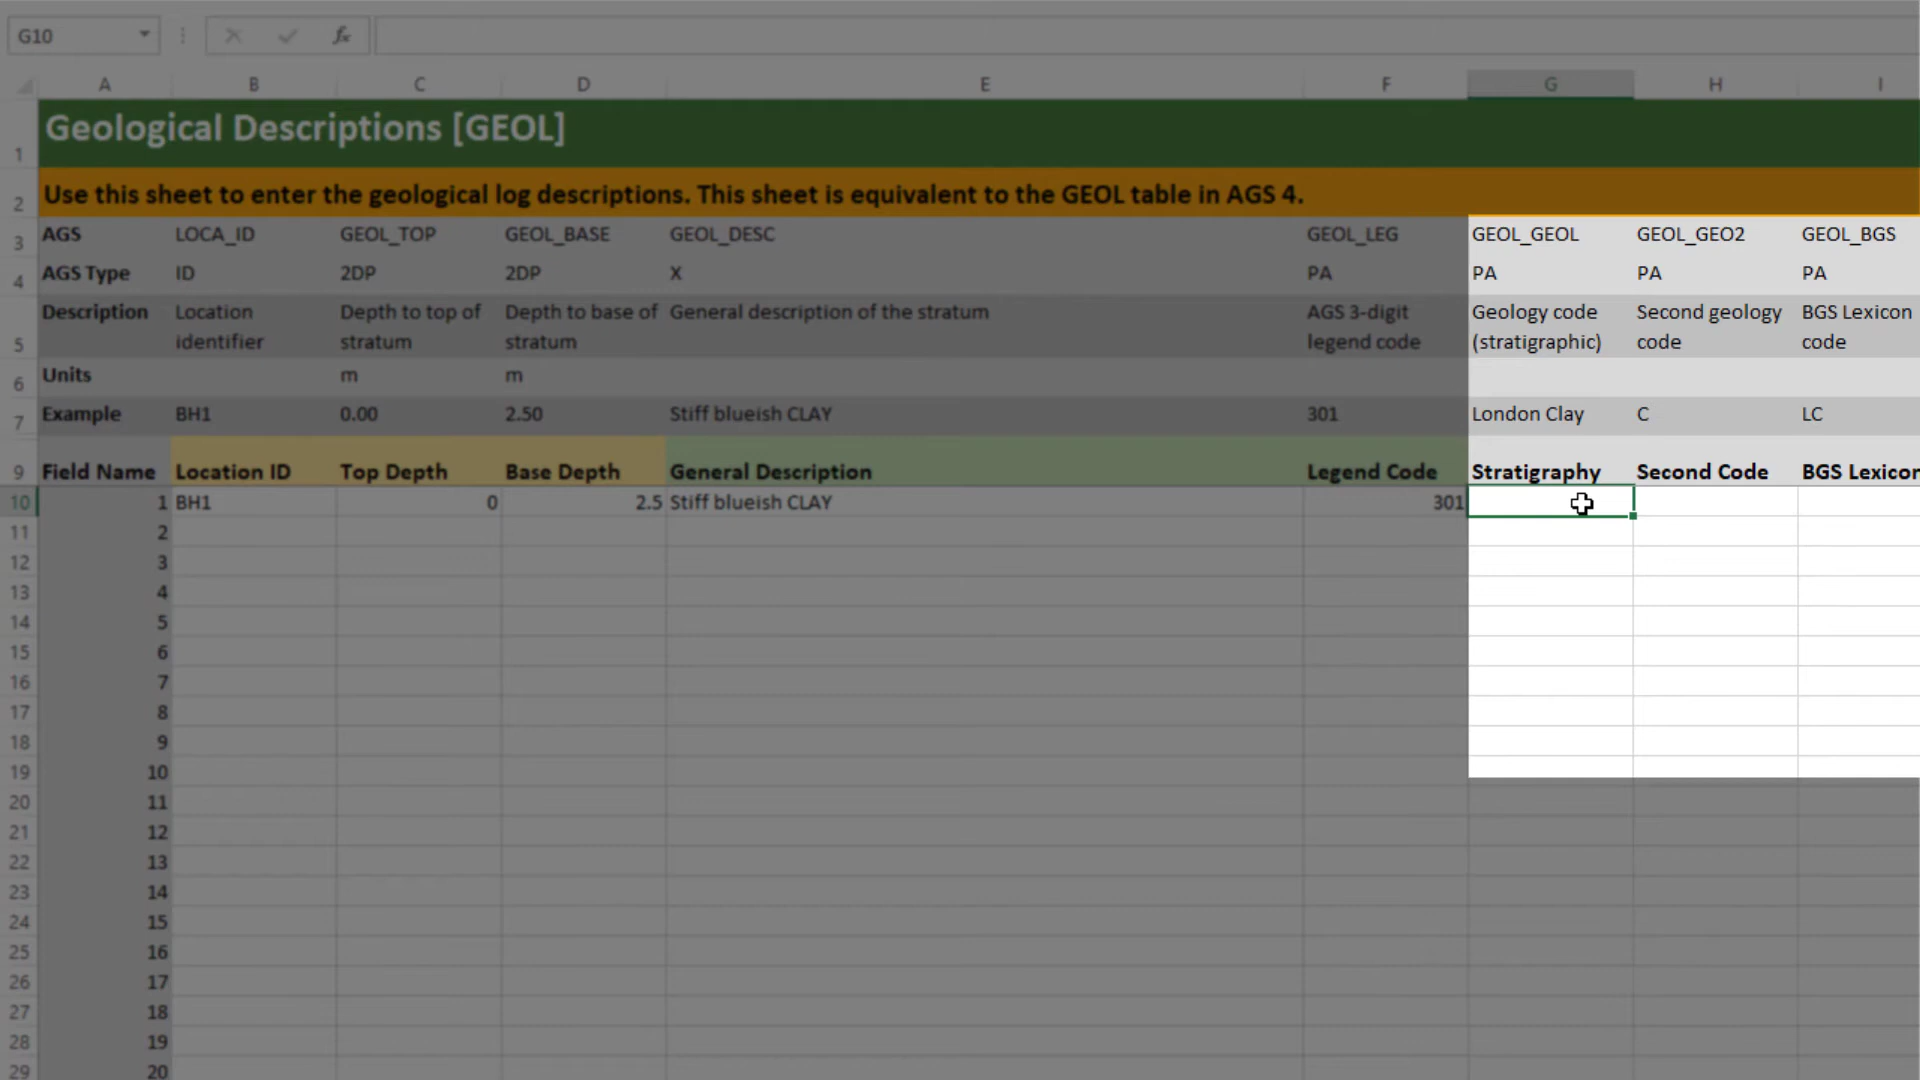 G10
fx
A B C D E F G H I
1 Geological Descriptions [GEOL]
2 Use this sheet to enter the geological log descriptions. This sheet is equivalent to the GEOL table in AGS 4.
3 AGS LOCA_ID GEOL_TOP GEOL_BASE GEOL_DESC GEOL_LEG GEOL_GEOL GEOL_GEO2 GEOL_BGS
4 AGS Type ID 2DP 2DP X PA PA PA PA
Description Location Depth to top of Depth to base of General description of the stratum AGS 3-digit Geology code Second geology BGS Lexicon
5 identifier stratum stratum legend code (stratigraphic) code code
6 Units m m
7 Example BH1 0.00 2.50 Stiff blueish CLAY 301 London Clay C LC
9 Field Name Location ID Top Depth Base Depth General Description Legend Code Stratigraphy Second Code BGS Lexicon
10 1 BH1 0 2.5 Stiff blueish CLAY 301
11 2
12 3
13 4
14 5
15 6
16 7
17 8
18 9
19 10
20 11
21 12
22 13
23 14
24 15
25 16
26 17
27 18
28 19
29 20